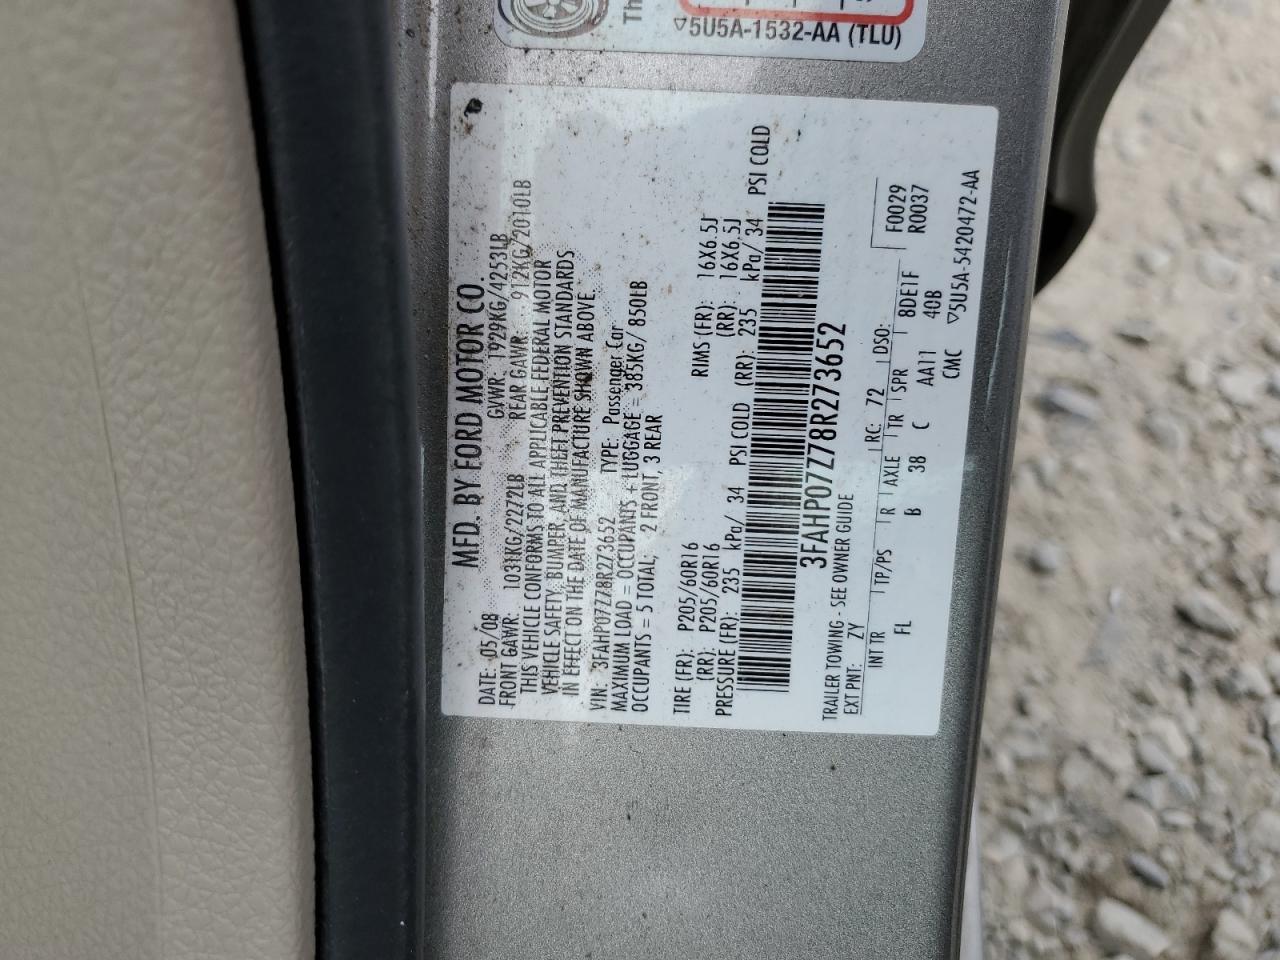 Th
▽5U5A-1532-AA (TLU)
MFD. BY FORD MOTOR CO
DATE: 05/08 GVWR: 1929KG/4253LB
FRONT GAWR: 1031KG/2272LB REAR GAWR: 912KG/2010LB
THIS VEHICLE CONFORMS TO ALL APPLICABLE FEDERAL MOTOR
VEHICLE SAFETY, BUMPER, AND THEFT PREVENTION STANDARDS
IN EFFECT ON THE DATE OF MANUFACTURE SHOWN ABOVE.
VIN: 3FAHP07Z78R273652 TYPE: Passenger Car
MAXIMUM LOAD = OCCUPANTS + LUGGAGE = 385KG/ 850LB
OCCUPANTS = 5 TOTAL, 2 FRONT, 3 REAR
TIRE (FR): P205/60R16 RIMS (FR): 16X6.5J
(RR): P205/60R16 (RR): 16X6.5J
PRESSURE (FR): 235 kPa/ 34 PSI COLD (RR): 235 kPa/ 34 PSI COLD
3FAHP07Z78R273652
TRAILER TOWING - SEE OWNER GUIDE
EXT PNT: ZY RC: 72 DSO: F0029
R0037
INT TR TP/PS R AXLE TR SPR 8DE1F
FL B 38 C AA11 40B
CMC ▽5U5A-5420472-AA